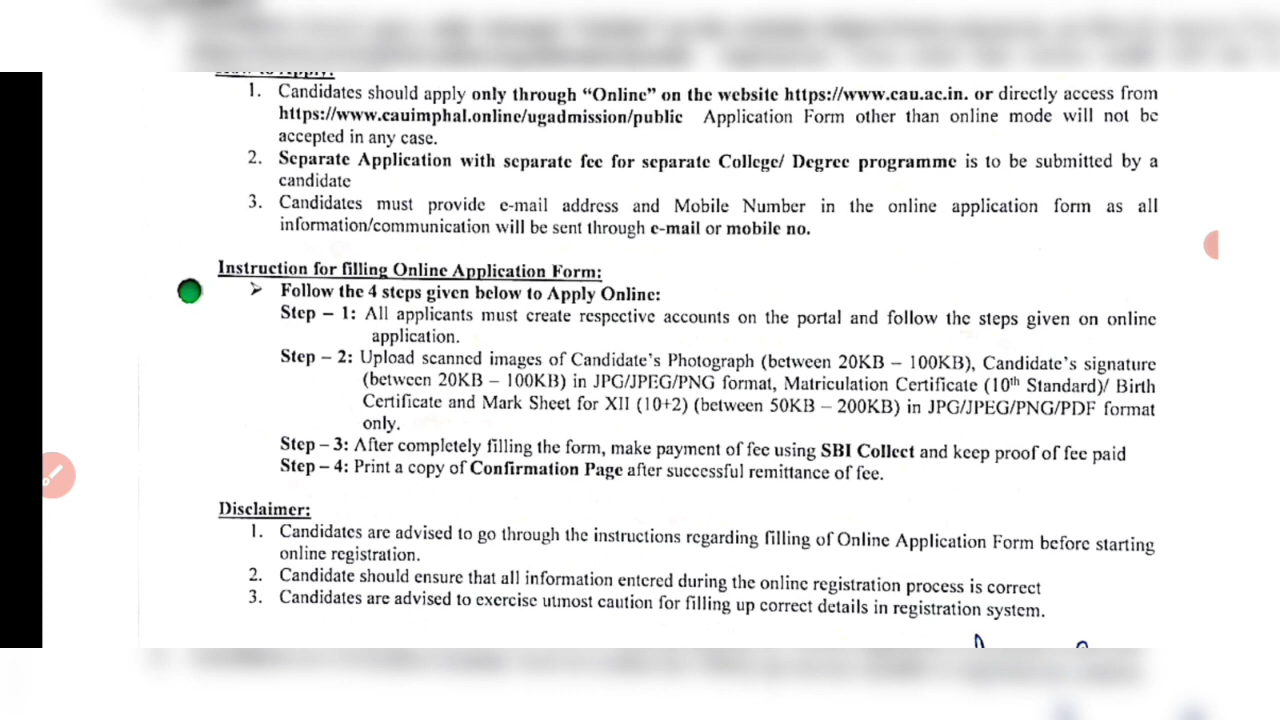 How to Apply:
1. Candidates should apply only through “Online” on the website https://www.cau.ac.in. or directly access from
https://www.cauimphal.online/ugadmission/public Application Form other than online mode will not be
accepted in any case.
2. Separate Application with separate fee for separate College/ Degree programme is to be submitted by a
candidate
3. Candidates must provide e-mail address and Mobile Number in the online application form as all
information/communication will be sent through e-mail or mobile no.
Instruction for filling Online Application Form:
➢ Follow the 4 steps given below to Apply Online:
Step – 1: All applicants must create respective accounts on the portal and follow the steps given on online
application.
Step – 2: Upload scanned images of Candidate’s Photograph (between 20KB – 100KB), Candidate’s signature
(between 20KB – 100KB) in JPG/JPEG/PNG format, Matriculation Certificate (10th Standard)/ Birth
Certificate and Mark Sheet for XII (10+2) (between 50KB – 200KB) in JPG/JPEG/PNG/PDF format
only.
Step – 3: After completely filling the form, make payment of fee using SBI Collect and keep proof of fee paid
Step – 4: Print a copy of Confirmation Page after successful remittance of fee.
Disclaimer:
1. Candidates are advised to go through the instructions regarding filling of Online Application Form before starting
online registration.
2. Candidate should ensure that all information entered during the online registration process is correct
3. Candidates are advised to exercise utmost caution for filling up correct details in registration system.